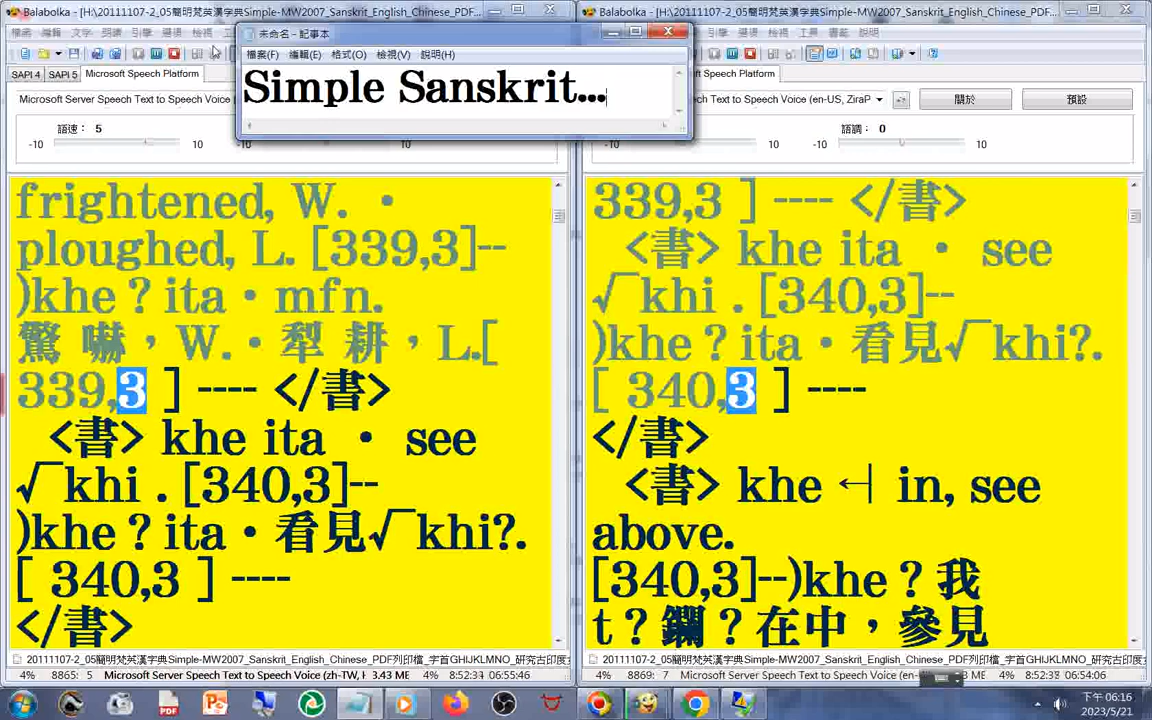 Balabolka - [H:\20111107-2_05簡明梵英漢字典Simple-MW2007_Sanskrit_English_Chinese_PDF...
Balabolka - [H:\20111107-2_05簡明梵英漢字典Simple-MW2007_Sanskrit_English_Chinese_PDF...
未命名 - 記事本
檔案(F) 編輯(E) 格式(O) 檢視(V) 說明(H)
Simple Sanskrit...
SAPI 4 SAPI 5 Microsoft Speech Platform
Speech Platform
Microsoft Server Speech Text to Speech Voice
Text to Speech Voice (en-US, ZiraP
關於 預設
語速： 5
-10 10 10
語調： 0
10 -10 10
frightened, W. •
ploughed, L. [339,3]--
)khe？ita • mfn.
驚 嚇，W. • 犁 耕，L.[
339,3 ] ---- </書>
<書> khe ita • see
√khi . [340,3]--
)khe？ita • 看見√khi?.
[ 340,3 ] ----
</書>
339,3 ] ---- </書>
<書> khe ita • see
√khi . [340,3]--
)khe？ita • 看見√khi?.
[ 340,3 ] ----
</書>
<書> khe ←┤ in, see
above.
[340,3]--)khe？我
t？鑭？在中，參見
20111107-2_05簡明梵英漢字典Simple-MW2007_Sanskrit_English_Chinese_PDF列印檔_字首GHIJKLMNO_研究古印度
20111107-2_05簡明梵英漢字典Simple-MW2007_Sanskrit_English_Chinese_PDF列印檔_字首GHIJKLMNO_研究古印度
4% 8865: 5 Microsoft Server Speech Text to Speech Voice (zh-TW, 3.43 ME 4% 8:52:3 06:55:46
4% 8869: 7 Microsoft Server Speech Text to Speech Voice 4% 8:52:3 06:54:06
下午 06:16
2023/5/21